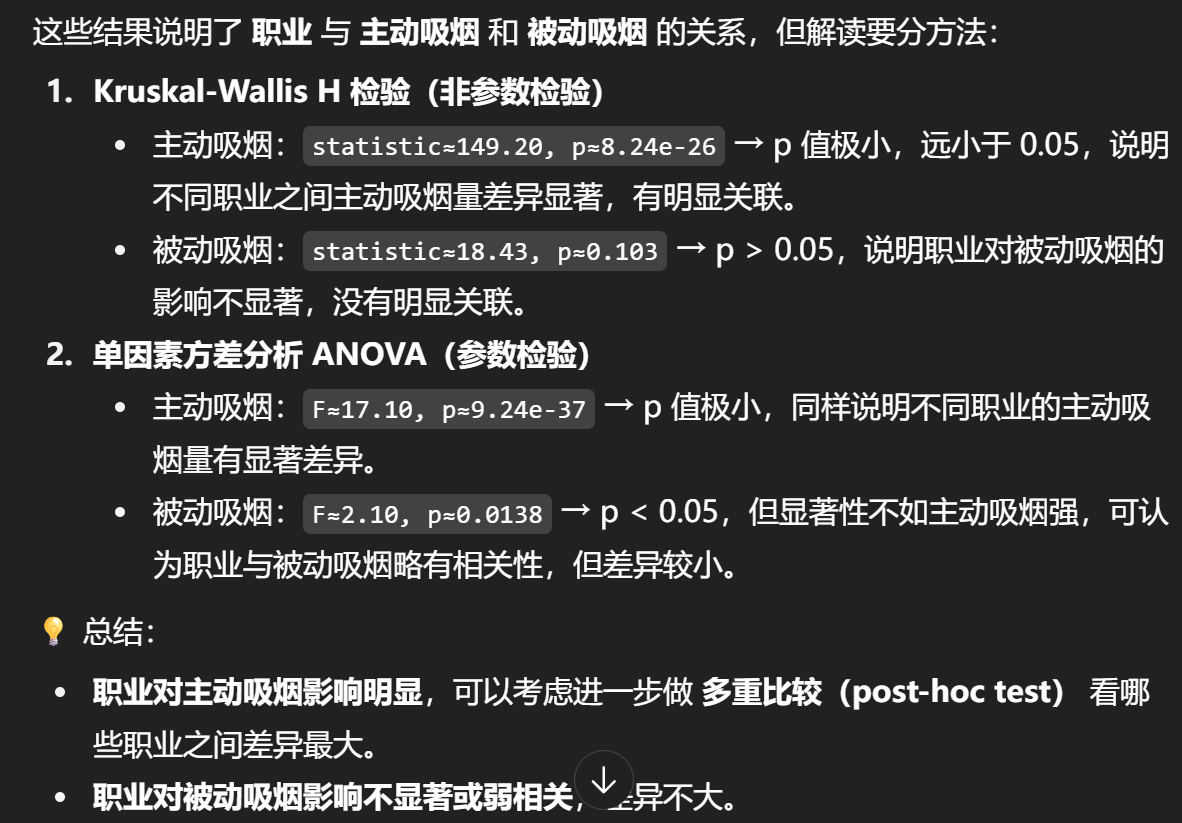 这些结果说明了 职业 与 主动吸烟 和 被动吸烟 的关系，但解读要分方法：
1. Kruskal-Wallis H 检验（非参数检验）
• 主动吸烟： statistic≈149.20, p≈8.24e-26 → p 值极小，远小于 0.05，说明
不同职业之间主动吸烟量差异显著，有明显关联。
• 被动吸烟： statistic≈18.43, p≈0.103 → p > 0.05，说明职业对被动吸烟的
影响不显著，没有明显关联。
2. 单因素方差分析 ANOVA（参数检验）
• 主动吸烟： F≈17.10, p≈9.24e-37 → p 值极小，同样说明不同职业的主动吸
烟量有显著差异。
• 被动吸烟： F≈2.10, p≈0.0138 → p < 0.05，但显著性不如主动吸烟强，可认
为职业与被动吸烟略有相关性，但差异较小。
💡 总结：
• 职业对主动吸烟影响明显，可以考虑进一步做 多重比较（post-hoc test） 看哪
些职业之间差异最大。
• 职业对被动吸烟影响不显著或弱相关，差异不大。